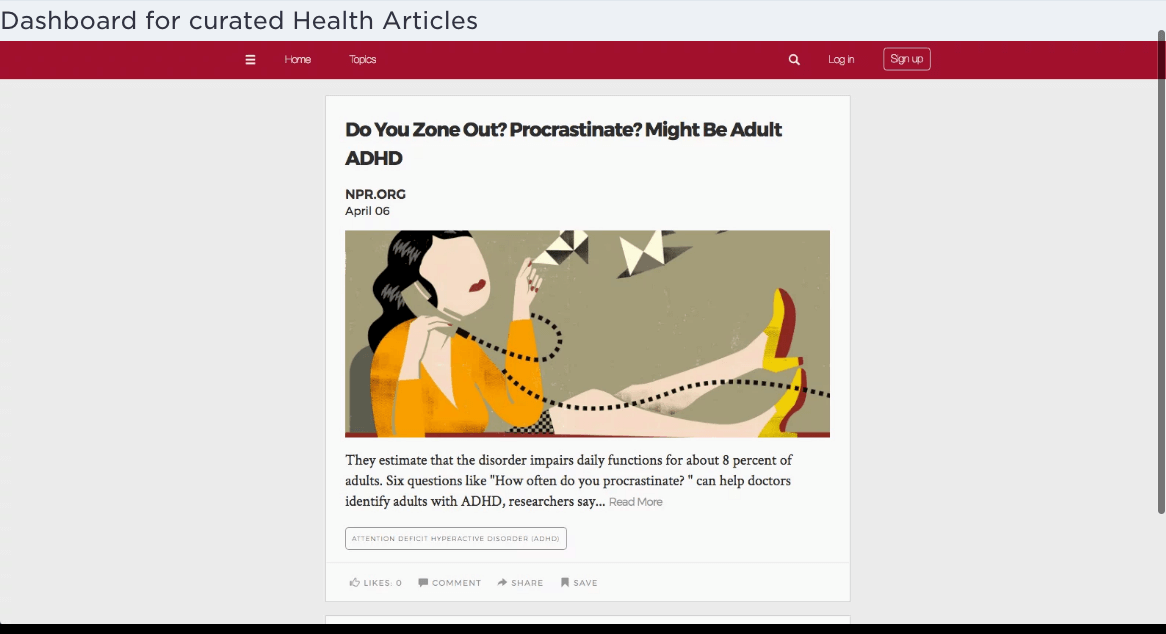 Dashboard for curated Health Articles
Home Topics Log in Sign up
Do You Zone Out? Procrastinate? Might Be Adult
ADHD
NPR.ORG
April 06
They estimate that the disorder impairs daily functions for about 8 percent of
adults. Six questions like "How often do you procrastinate? " can help doctors
identify adults with ADHD, researchers say... Read More
ATTENTION DEFICIT HYPERACTIVE DISORDER (ADHD)
LIKES: 0 COMMENT SHARE SAVE